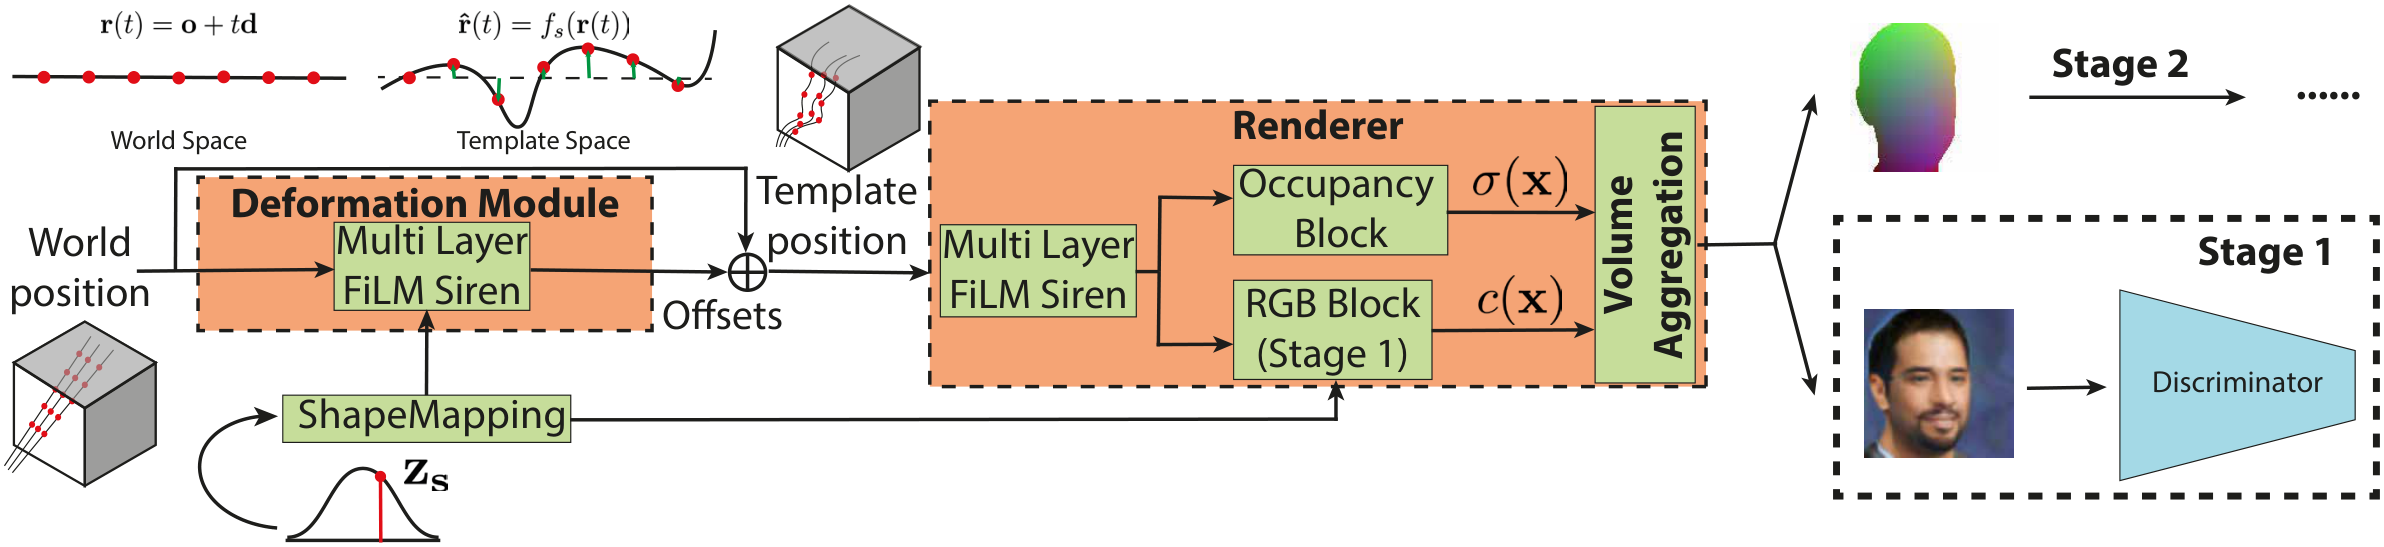 r(t) = o + td
r̂(t) = f_s(r(t))
World Space
Template Space
World
position
Deformation Module
Multi Layer
FiLM Siren
Offsets
Template
position
ShapeMapping
z_s
Renderer
Multi Layer
FiLM Siren
Occupancy
Block
σ(x)
RGB Block
(Stage 1)
c(x)
Volume
Aggregation
Stage 2
......
Stage 1
Discriminator